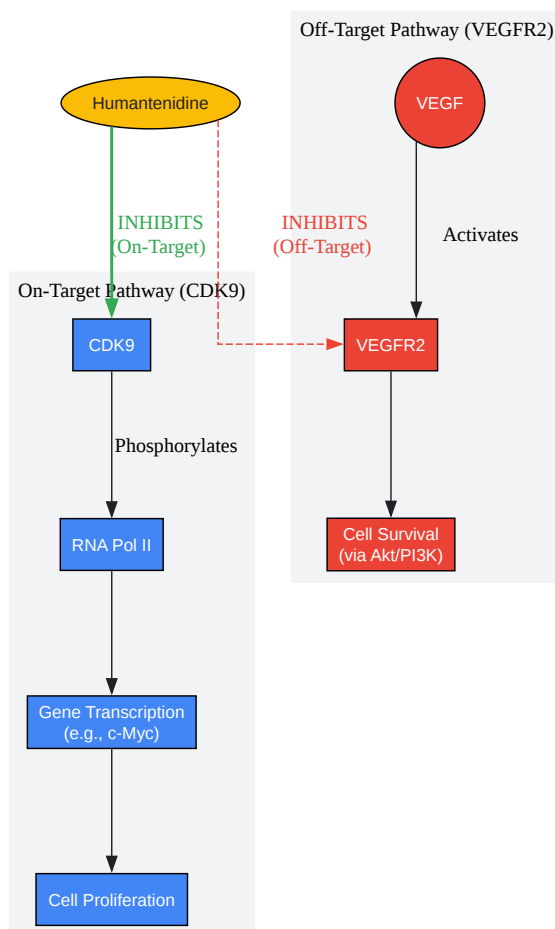 Off-Target Pathway (VEGFR2)
Humantenidine
VEGF
INHIBITS
(On-Target)
INHIBITS
(Off-Target)
Activates
On-Target Pathway (CDK9)
CDK9
VEGFR2
Phosphorylates
RNA Pol II
Cell Survival
(via Akt/PI3K)
Gene Transcription
(e.g., c-Myc)
Cell Proliferation